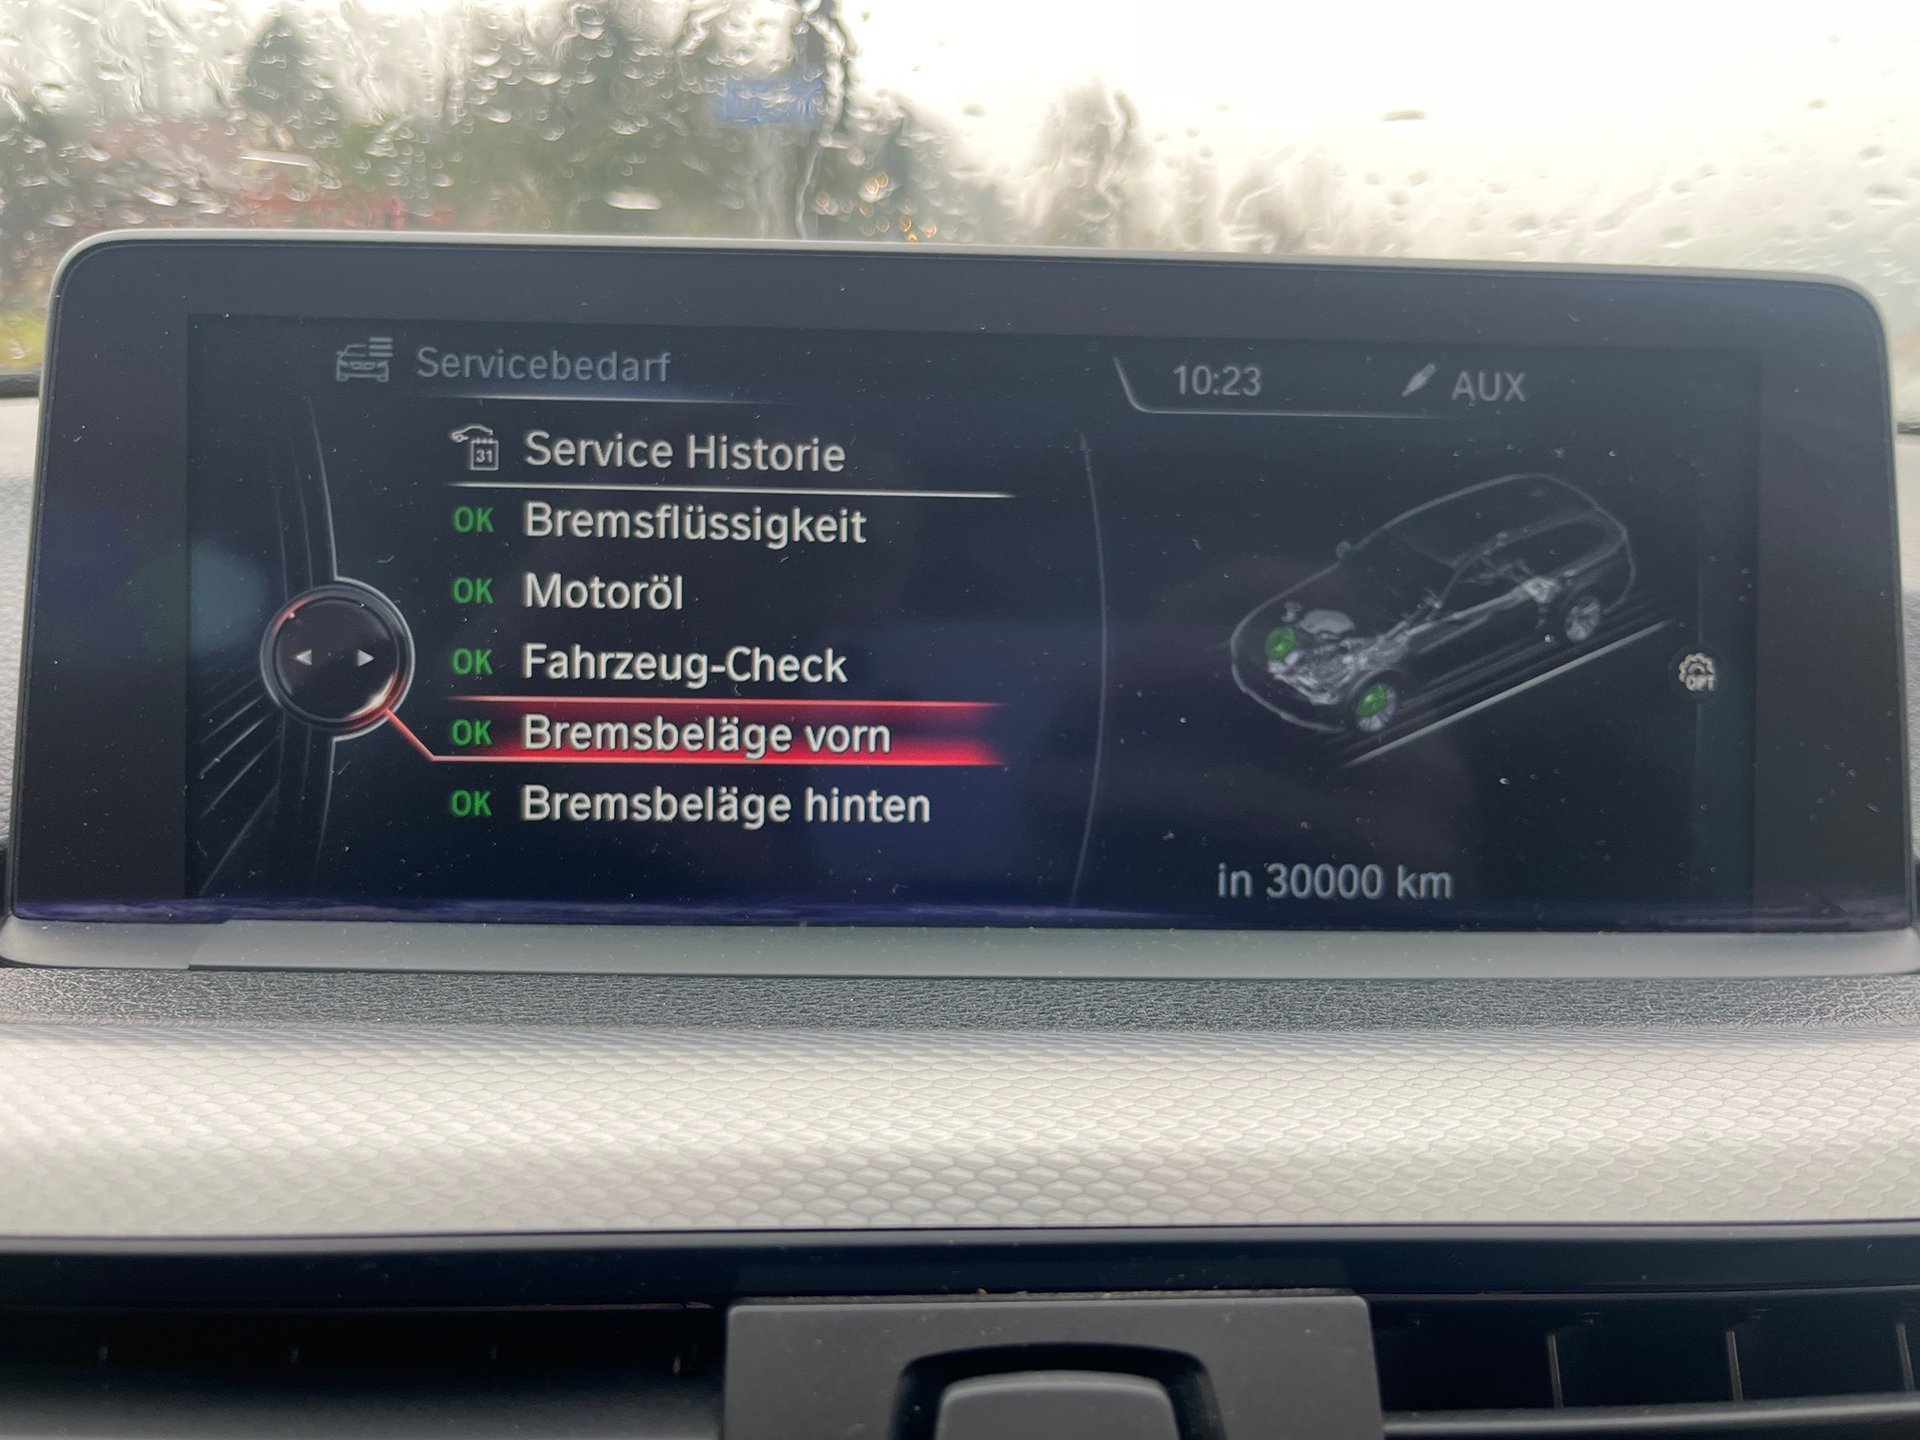 Servicebedarf
10:23
AUX
31
Service Historie
OK Bremsflüssigkeit
OK Motoröl
OK Fahrzeug-Check
OK Bremsbeläge vorn
OK Bremsbeläge hinten
OPT
in 30000 km